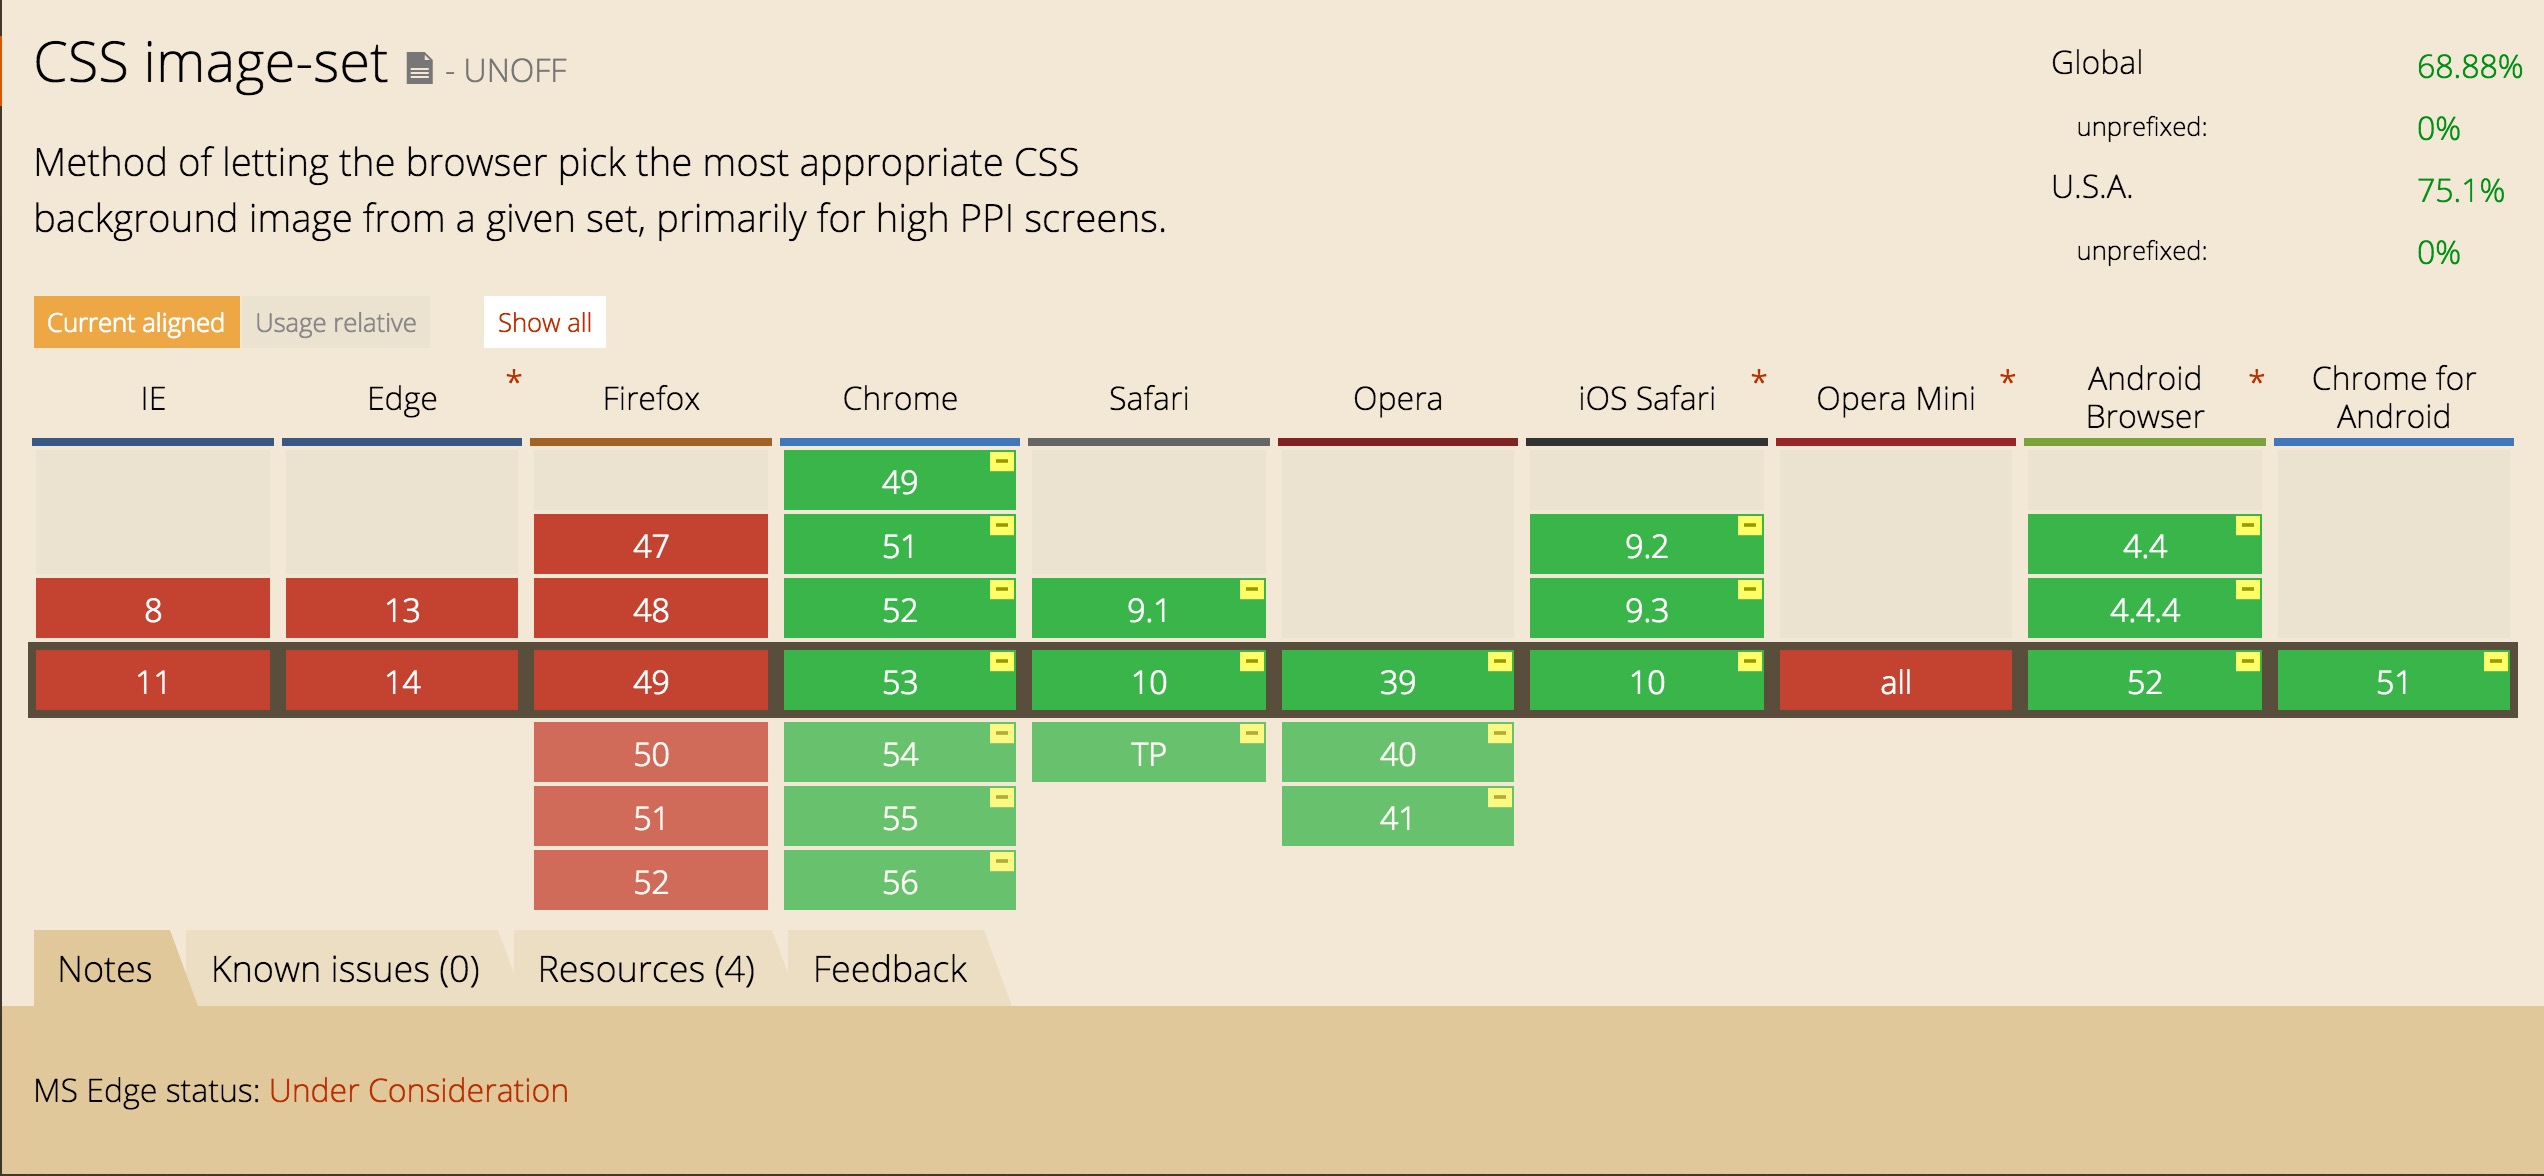 CSS image-set - UNOFF
Global 68.88%
unprefixed: 0%
U.S.A. 75.1%
unprefixed: 0%
Method of letting the browser pick the most appropriate CSS
background image from a given set, primarily for high PPI screens.
Current aligned Usage relative Show all
IE Edge * Firefox Chrome Safari Opera iOS Safari * Opera Mini * Android Browser * Chrome for Android
49
47 51 9.2 4.4
8 13 48 52 9.1 9.3 4.4.4
11 14 49 53 10 39 10 all 52 51
50 54 TP 40
51 55 41
52 56
Notes Known issues (0) Resources (4) Feedback
MS Edge status: Under Consideration